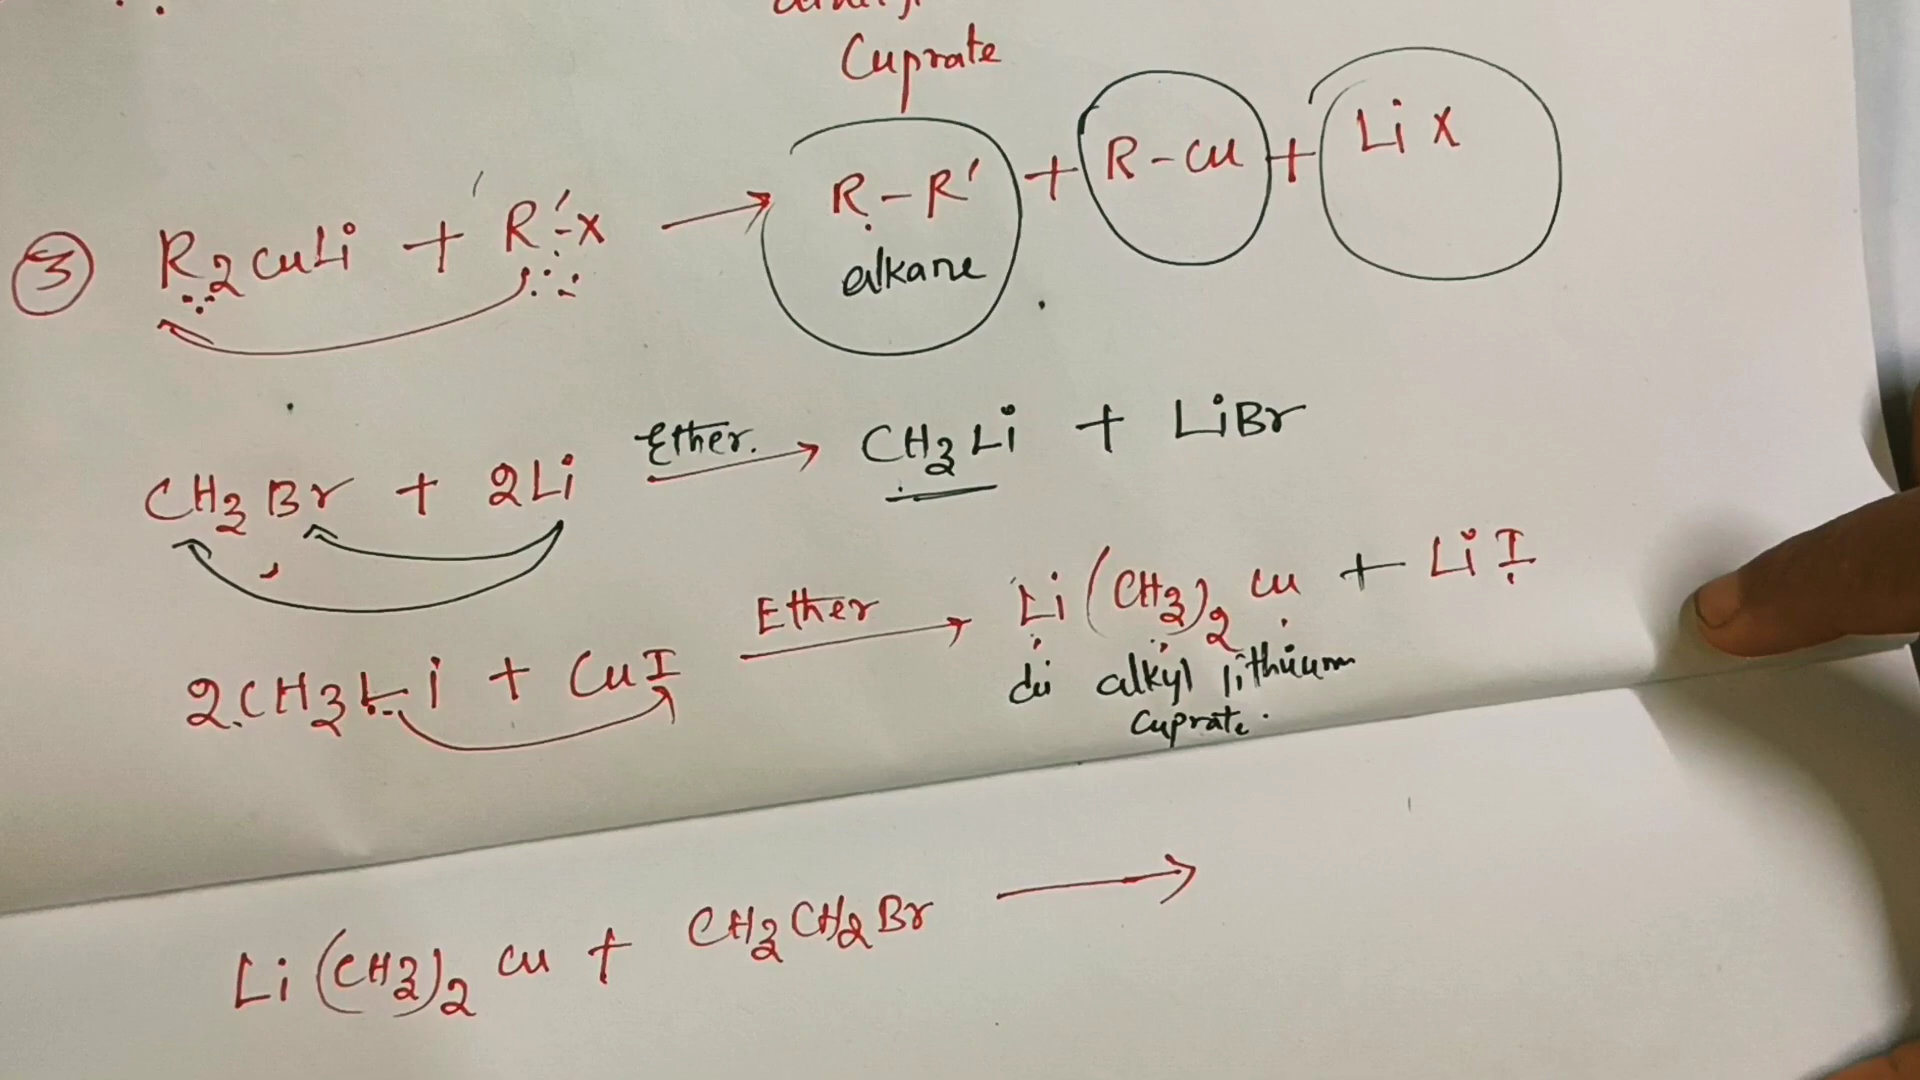 Cuprate
③ R₂CuLi + R'-X → R-R' + R-Cu + LiX
alkane
CH₃Br + 2Li Ether. → CH₃Li + LiBr
2CH₃Li + CuI Ether → Li(CH₃)₂Cu + LiI
di alkyl lithium
Cuprate.
Li(CH₃)₂Cu + CH₃CH₂Br →